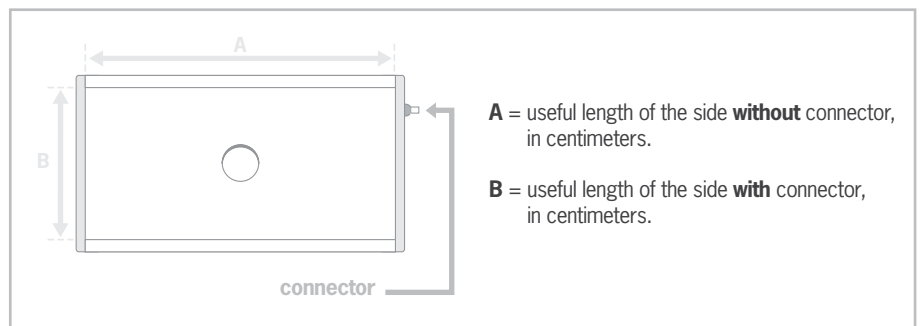 A
B
connector
A = useful length of the side without connector,
in centimeters.
B = useful length of the side with connector,
in centimeters.